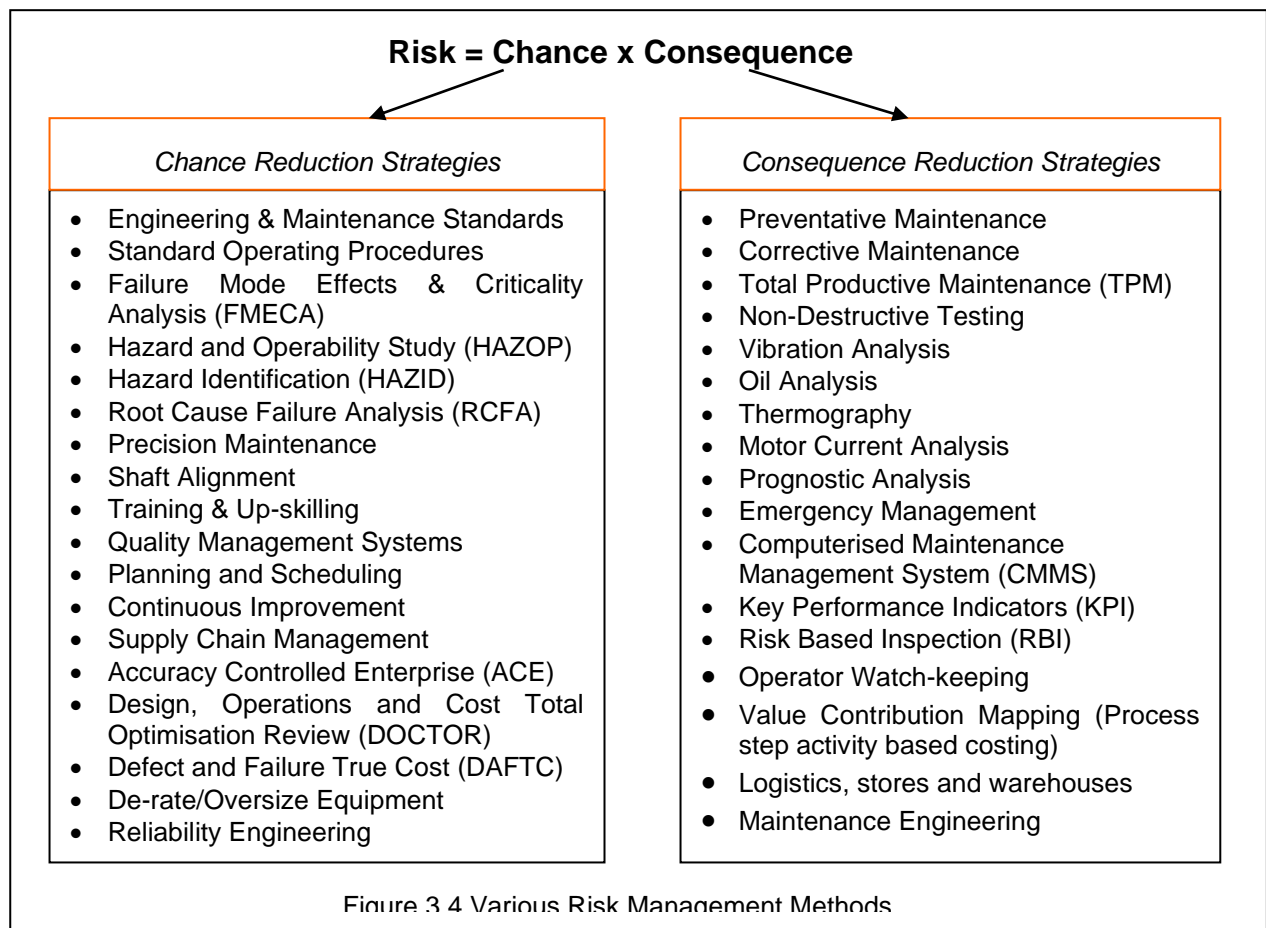 Risk = Chance x Consequence
Chance Reduction Strategies
• Engineering & Maintenance Standards
• Standard Operating Procedures
• Failure Mode Effects & Criticality
Analysis (FMECA)
• Hazard and Operability Study (HAZOP)
• Hazard Identification (HAZID)
• Root Cause Failure Analysis (RCFA)
• Precision Maintenance
• Shaft Alignment
• Training & Up-skilling
• Quality Management Systems
• Planning and Scheduling
• Continuous Improvement
• Supply Chain Management
• Accuracy Controlled Enterprise (ACE)
• Design, Operations and Cost Total
Optimisation Review (DOCTOR)
• Defect and Failure True Cost (DAFTC)
• De-rate/Oversize Equipment
• Reliability Engineering
Consequence Reduction Strategies
• Preventative Maintenance
• Corrective Maintenance
• Total Productive Maintenance (TPM)
• Non-Destructive Testing
• Vibration Analysis
• Oil Analysis
• Thermography
• Motor Current Analysis
• Prognostic Analysis
• Emergency Management
• Computerised Maintenance
Management System (CMMS)
• Key Performance Indicators (KPI)
• Risk Based Inspection (RBI)
• Operator Watch-keeping
• Value Contribution Mapping (Process
step activity based costing)
• Logistics, stores and warehouses
• Maintenance Engineering
Figure 3.4 Various Risk Management Methods